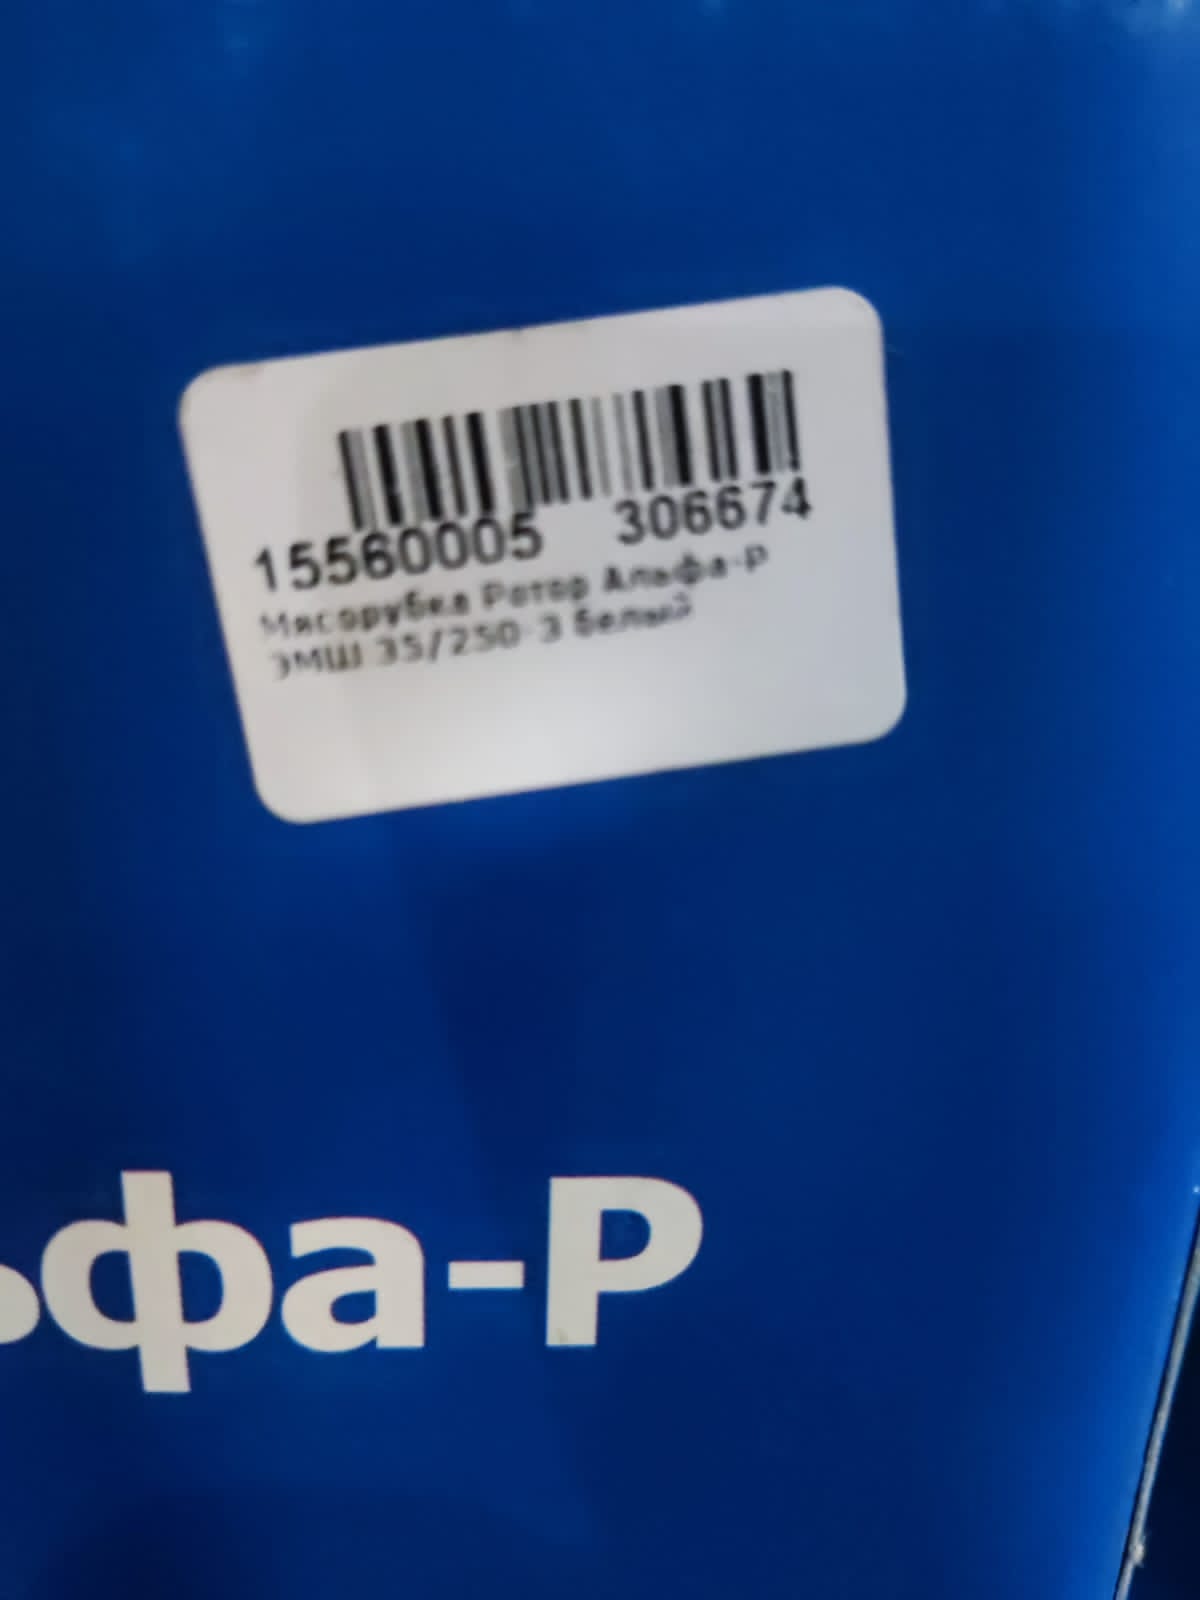 15560005 306674
Мясорубка Ротор Альфа-Р
ЭМШ 35/250-3 белый
ьфа-Р